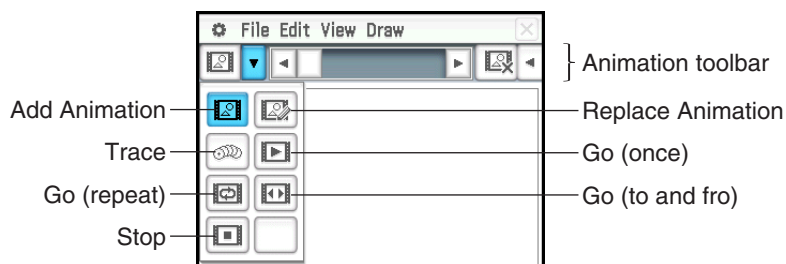 File Edit View Draw
Animation toolbar
Add Animation
Replace Animation
Trace
Go (once)
Go (repeat)
Go (to and fro)
Stop